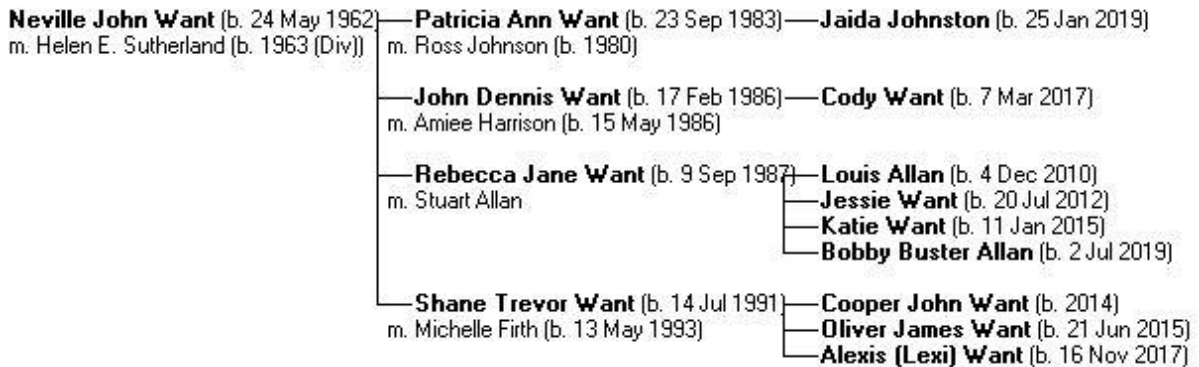 Neville John Want (b. 24 May 1962)
m. Helen E. Sutherland (b. 1963 (Div))
Patricia Ann Want (b. 23 Sep 1983)
m. Ross Johnson (b. 1980)
Jaida Johnston (b. 25 Jan 2019)
John Dennis Want (b. 17 Feb 1986)
m. Amiee Harrison (b. 15 May 1986)
Cody Want (b. 7 Mar 2017)
Rebecca Jane Want (b. 9 Sep 1987)
m. Stuart Allan
Louis Allan (b. 4 Dec 2010)
Jessie Want (b. 20 Jul 2012)
Katie Want (b. 11 Jan 2015)
Bobby Buster Allan (b. 2 Jul 2019)
Shane Trevor Want (b. 14 Jul 1991)
m. Michelle Firth (b. 13 May 1993)
Cooper John Want (b. 2014)
Oliver James Want (b. 21 Jun 2015)
Alexis (Lexi) Want (b. 16 Nov 2017)